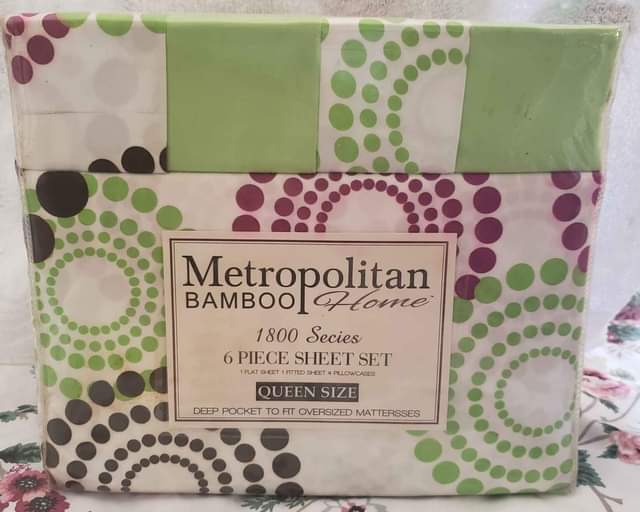 Metropolitan
BAMBOO Home
1800 Secies
6 PIECE SHEET SET
1 FLAT SHEET 1 FITTED SHEET 4 PILLOWCASES
QUEEN SIZE
DEEP POCKET TO FIT OVERSIZED MATTERSSES